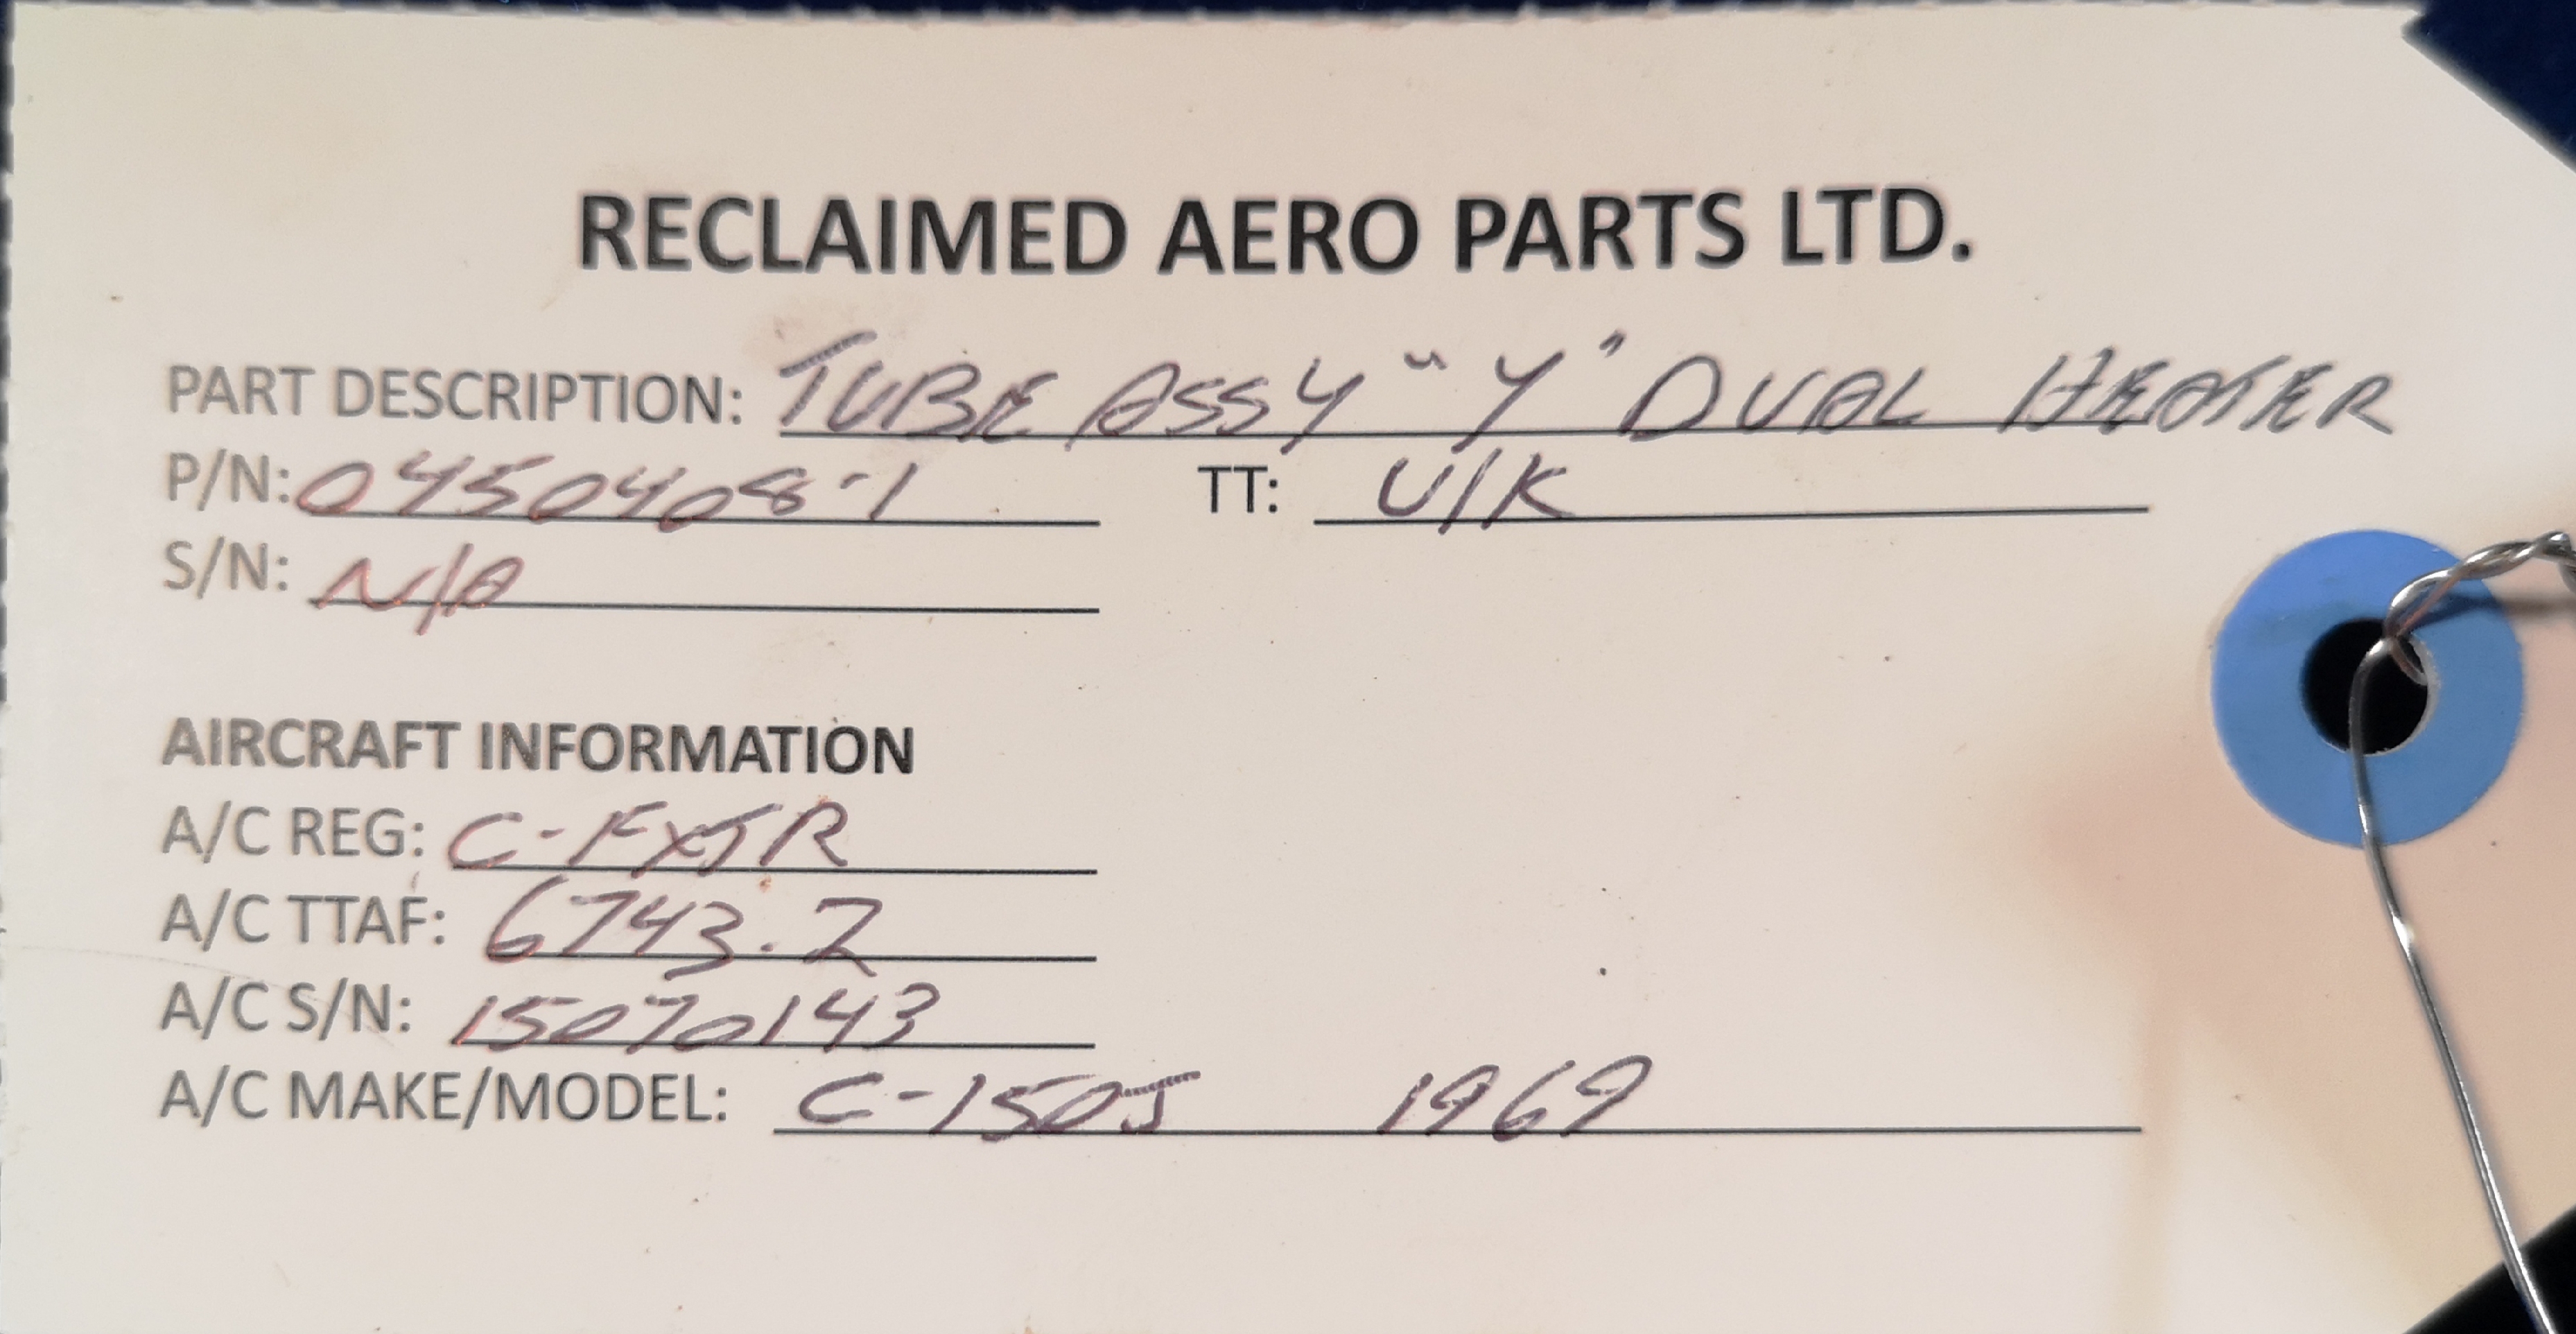 RECLAIMED AERO PARTS LTD.
PART DESCRIPTION: TUBE ASSY "Y" DUAL HEATER
P/N: 0450408-1 TT: U/K
S/N: N/A
AIRCRAFT INFORMATION
A/C REG: C-FXJR
A/C TTAF: 6743.2
A/C S/N: 15070143
A/C MAKE/MODEL: C-150J 1969